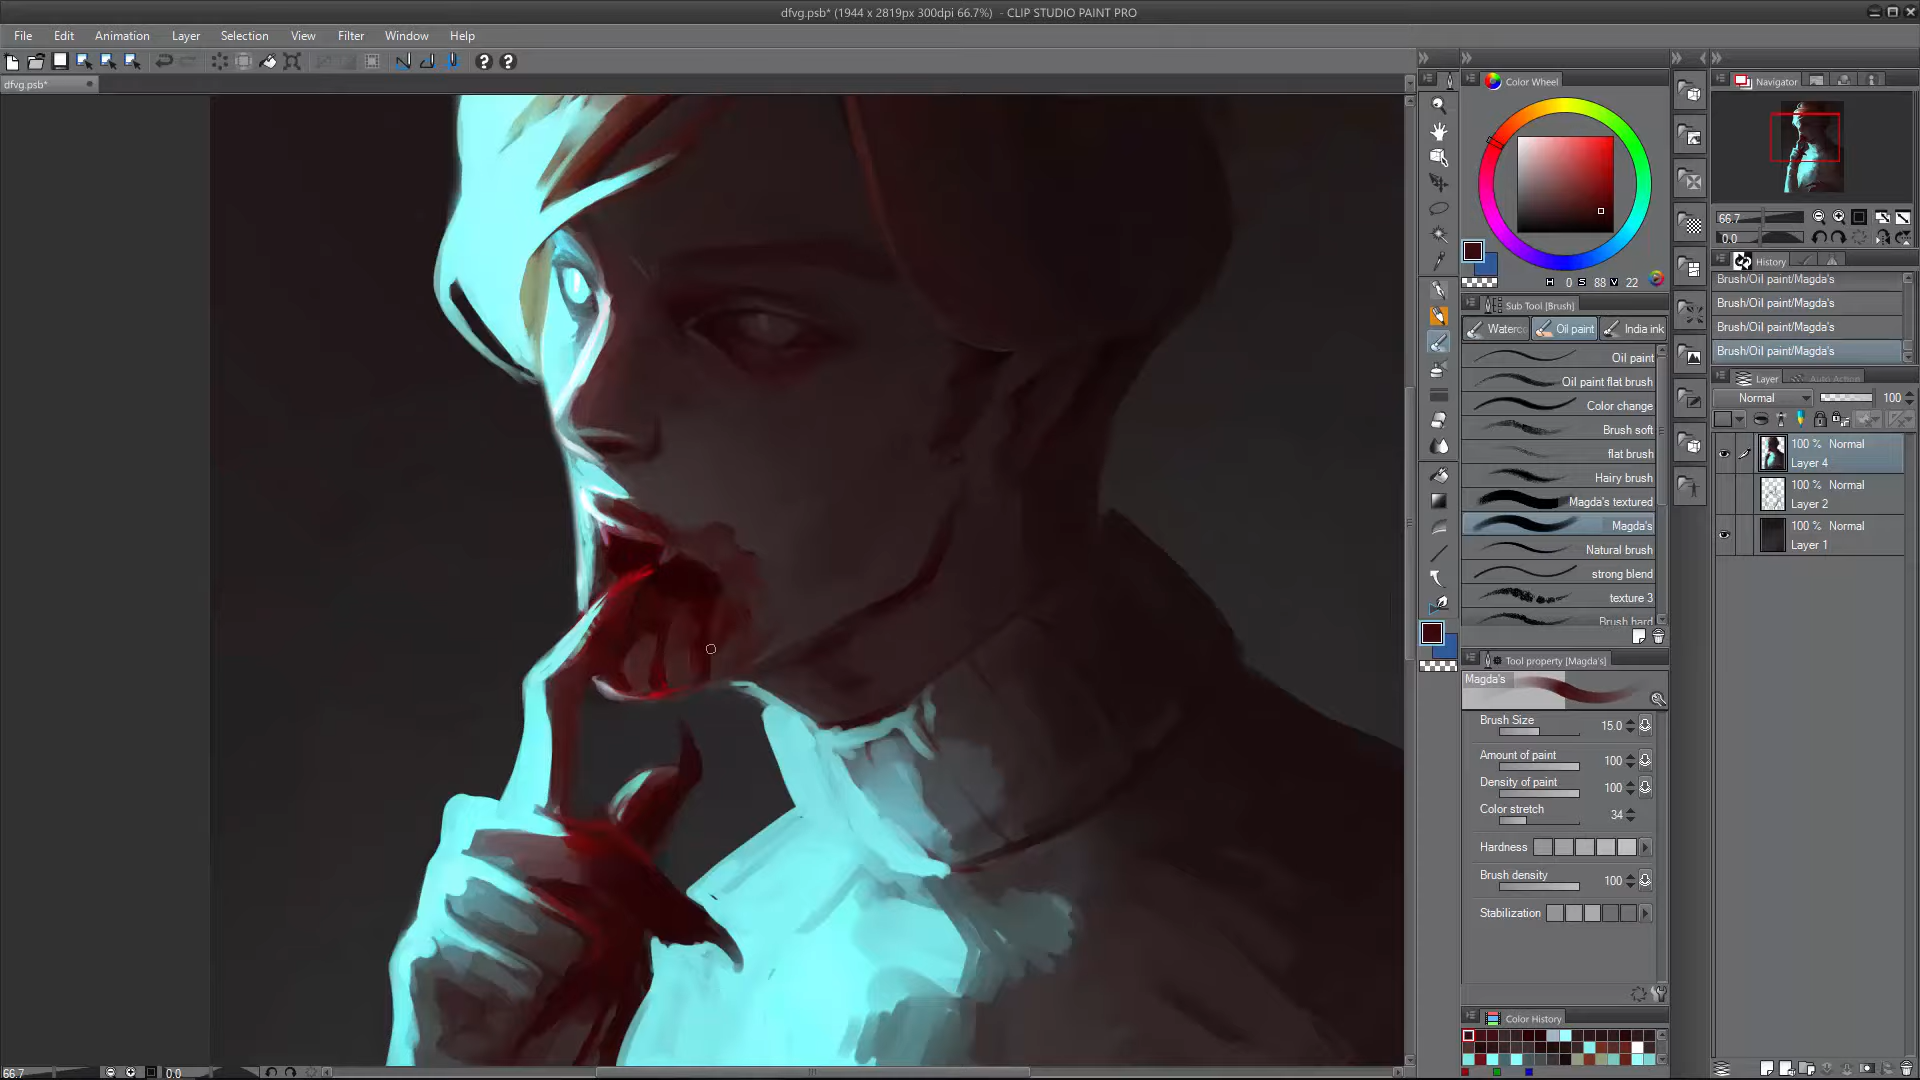 dfvg.psb* (1944 x 2819px 300dpi 66.7%) - CLIP STUDIO PAINT PRO
File Edit Animation Layer Selection View Filter Window Help
dfvg.psb*
Color Wheel
H 0 S 88 V 22
Sub Tool [Brush]
Waterc Oil paint India ink
Oil paint
Oil paint flat brush
Color change
Brush soft
flat brush
Hairy brush
Magda's textured
Magda's
Natural brush
strong blend
texture 3
Brush hard
Tool property [Magda's]
Magda's
Brush Size 15.0
Amount of paint 100
Density of paint 100
Color stretch 34
Hardness
Brush density 100
Stabilization
Color History
Navigator
66.7
0.0
History
Brush/Oil paint/Magda's
Brush/Oil paint/Magda's
Brush/Oil paint/Magda's
Brush/Oil paint/Magda's
Layer Auto Action
Normal 100
100 % Normal
Layer 4
100 % Normal
Layer 2
100 % Normal
Layer 1
66.7 0.0